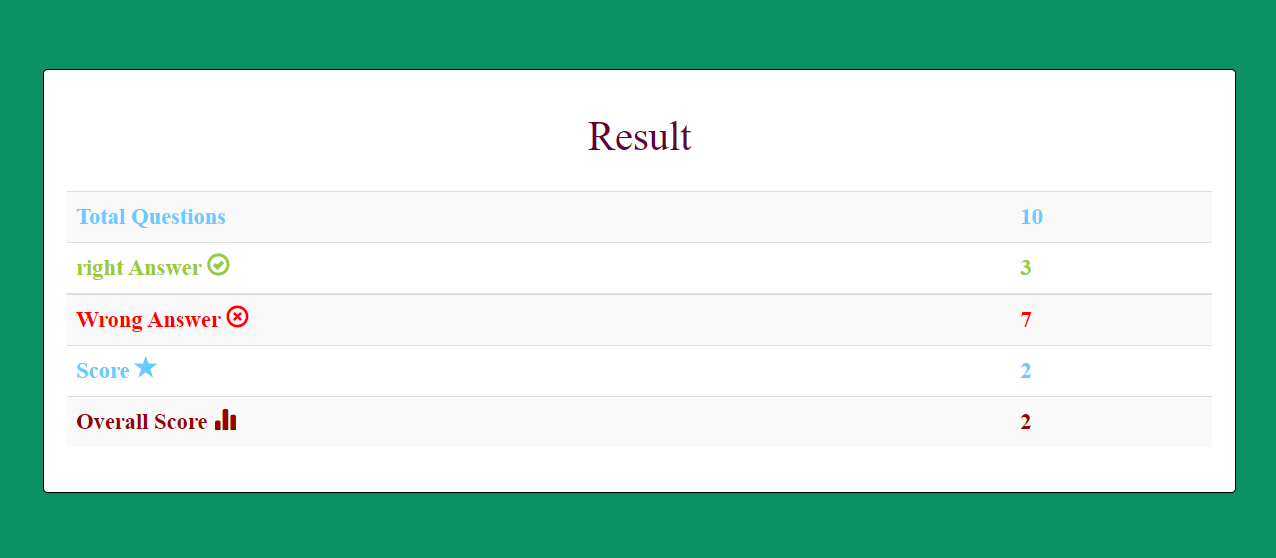 Result
Total Questions 10
right Answer 3
Wrong Answer 7
Score 2
Overall Score 2